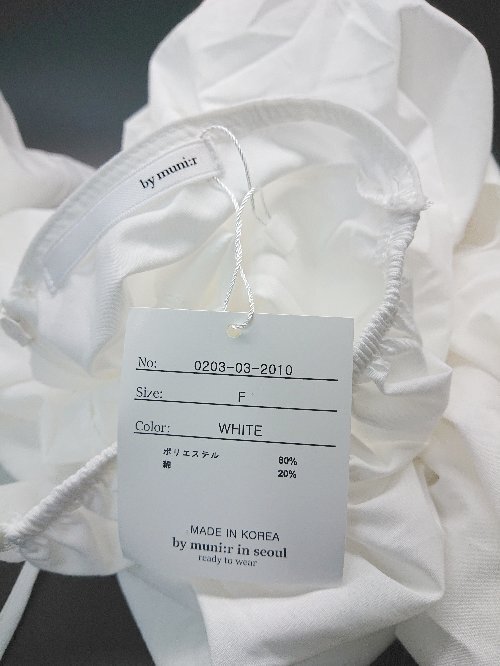 by muni:r
No: 0203-03-2010
Size: F
Color: WHITE
ポリエステル 80%
綿 20%
MADE IN KOREA
by muni:r in seoul
ready to wear